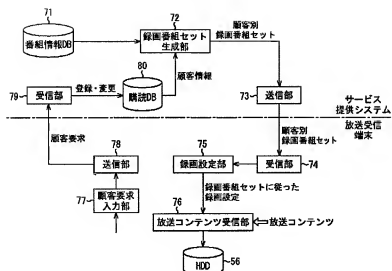 71
番組情報DB
72
録画番組セット
生成部
顧客別
録画番組セット
80
顧客情報
79
受信部
登録・変更
購読DB
73
送信部
サービス
提供システム
放送受信
端末
顧客要求
78
送信部
75
録画設定部
顧客別
録画番組セット
受信部
74
77
顧客要求
入力部
録画番組セットに従った
録画設定
76
放送コンテンツ受信部
放送コンテンツ
HDD
56